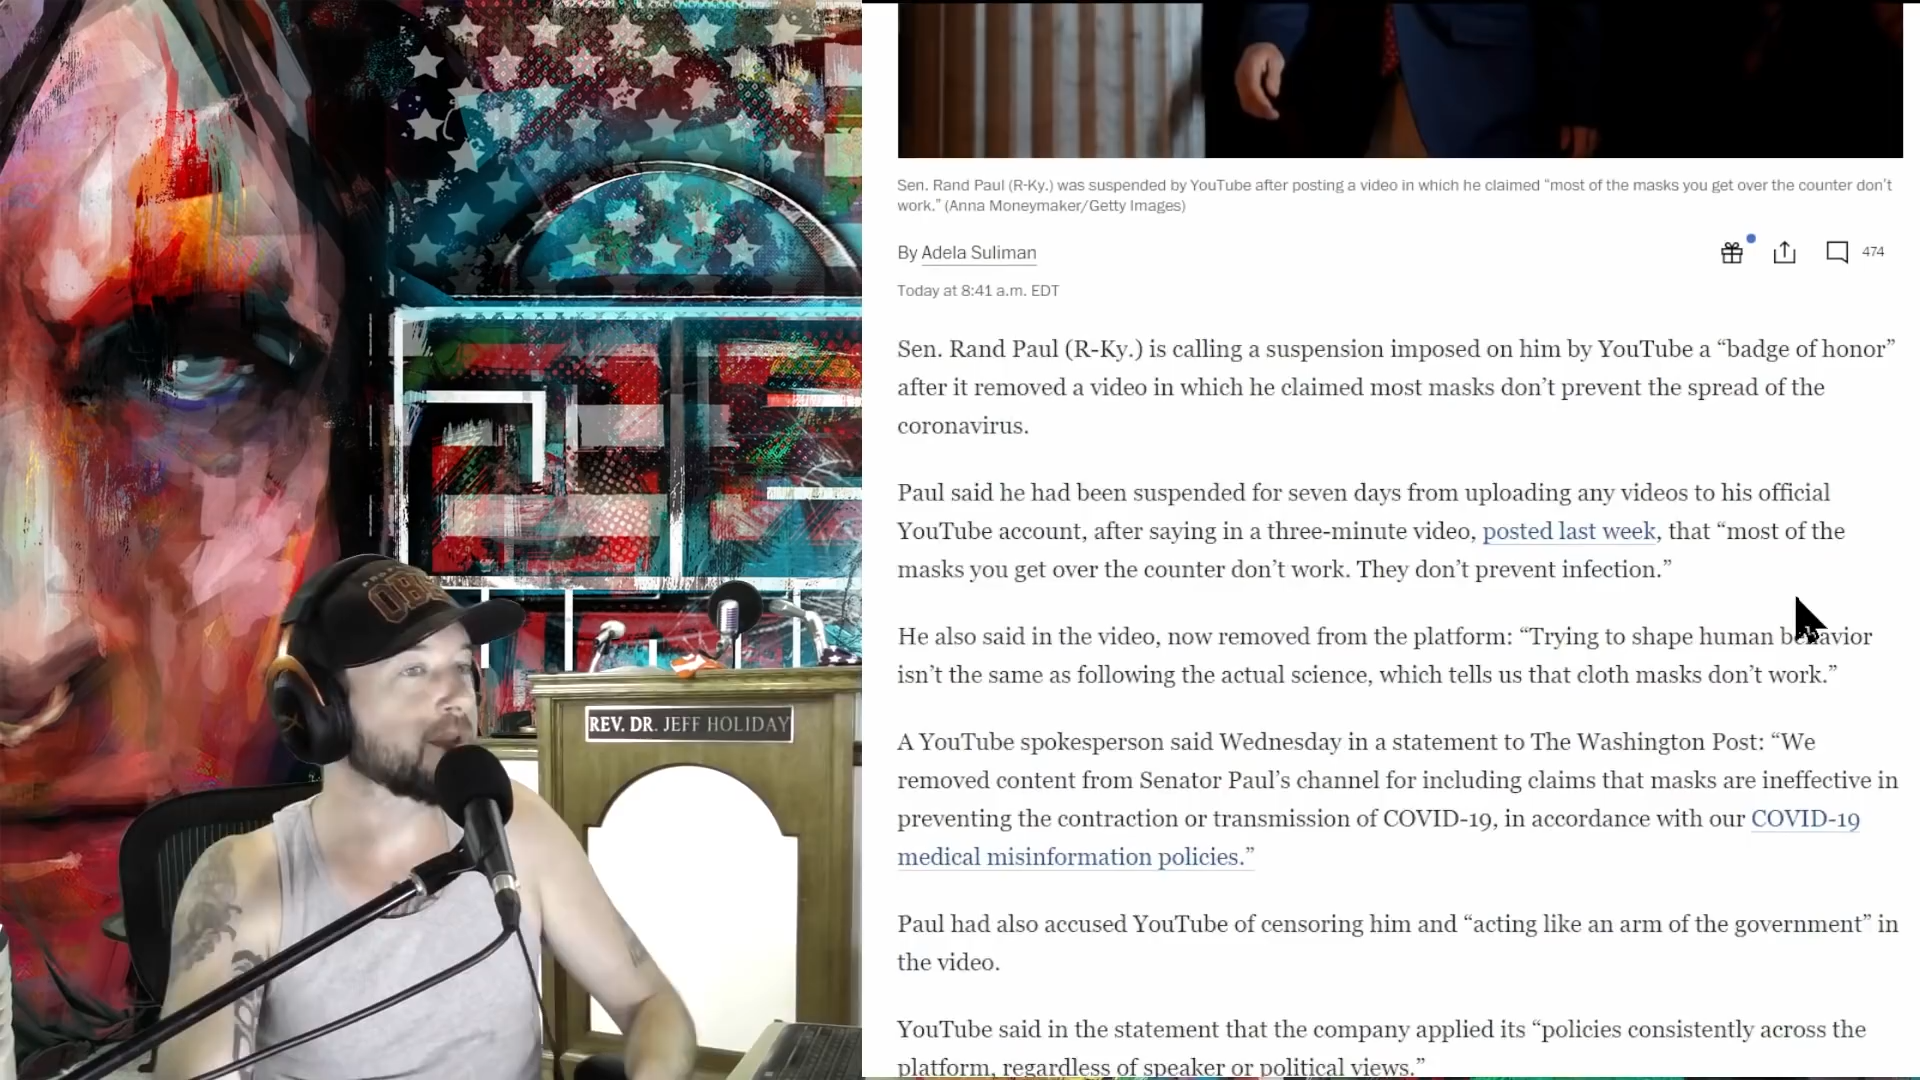 Sen. Rand Paul (R-Ky.) was suspended by YouTube after posting a video in which he claimed “most of the masks you get over the counter don’t
work.” (Anna Moneymaker/Getty Images)
By Adela Suliman
474
Today at 8:41 a.m. EDT
Sen. Rand Paul (R-Ky.) is calling a suspension imposed on him by YouTube a “badge of honor”
after it removed a video in which he claimed most masks don’t prevent the spread of the
coronavirus.
Paul said he had been suspended for seven days from uploading any videos to his official
YouTube account, after saying in a three-minute video, posted last week, that “most of the
masks you get over the counter don’t work. They don’t prevent infection.”
He also said in the video, now removed from the platform: “Trying to shape human behavior
isn’t the same as following the actual science, which tells us that cloth masks don’t work.”
A YouTube spokesperson said Wednesday in a statement to The Washington Post: “We
removed content from Senator Paul’s channel for including claims that masks are ineffective in
preventing the contraction or transmission of COVID-19, in accordance with our COVID-19
medical misinformation policies.”
Paul had also accused YouTube of censoring him and “acting like an arm of the government” in
the video.
YouTube said in the statement that the company applied its “policies consistently across the
platform, regardless of speaker or political views.”
REV. DR. JEFF HOLIDAY